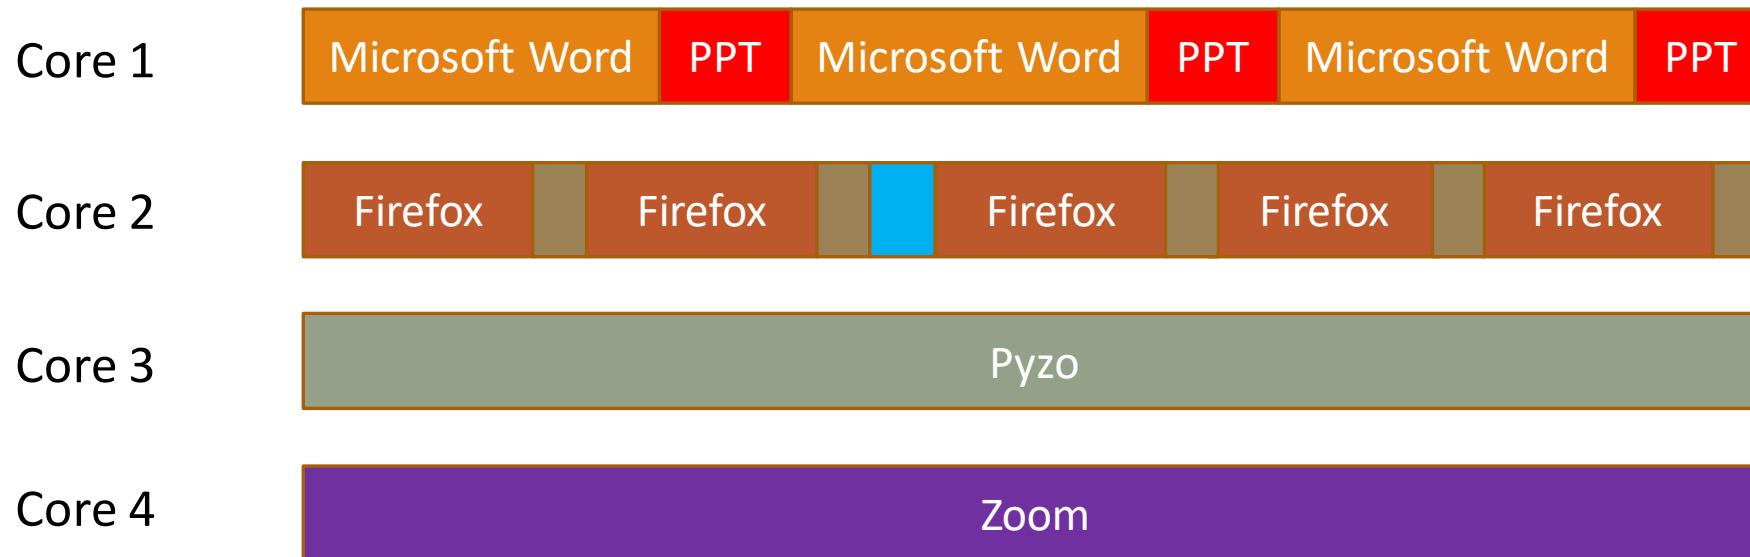 Core 1 Microsoft Word PPT Microsoft Word PPT Microsoft Word PPT
Core 2 Firefox Firefox Firefox Firefox Firefox
Core 3 Pyzo
Core 4 Zoom